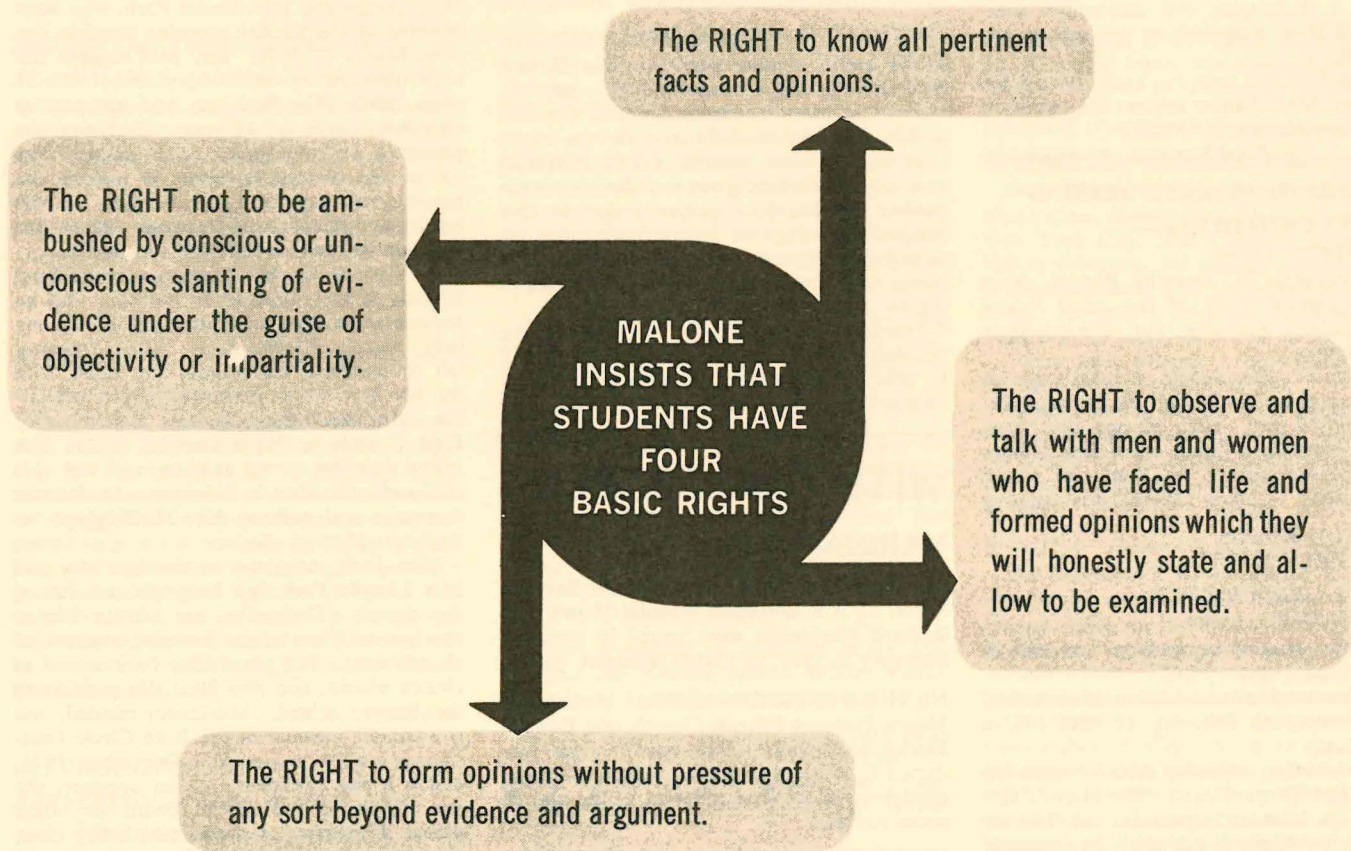 The RIGHT to know all pertinent
facts and opinions.
The RIGHT not to be am-
bushed by conscious or un-
conscious slanting of evi-
dence under the guise of
objectivity or impartiality.
MALONE
INSISTS THAT
STUDENTS HAVE
FOUR
BASIC RIGHTS
The RIGHT to observe and
talk with men and women
who have faced life and
formed opinions which they
will honestly state and al-
low to be examined.
The RIGHT to form opinions without pressure of
any sort beyond evidence and argument.